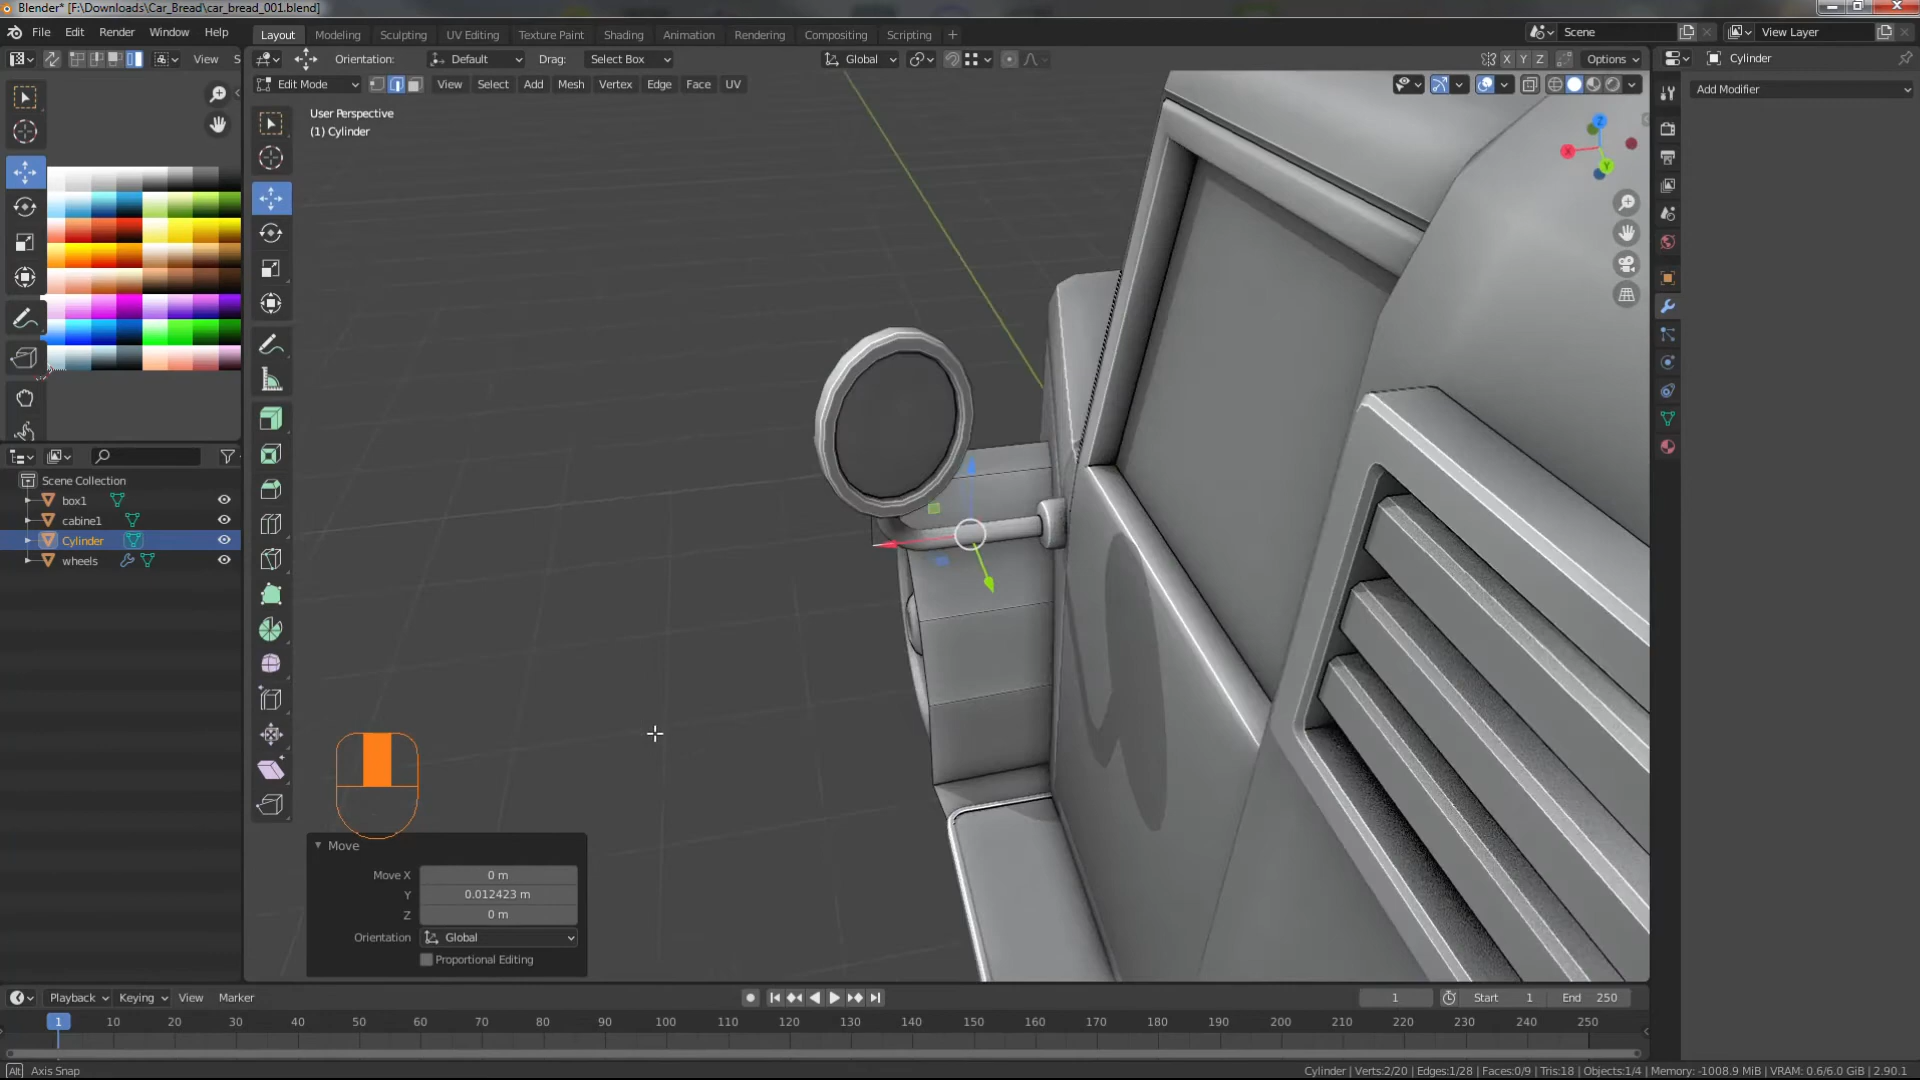 Blender* [F:\Downloads\Car_Bread\car_bread_001.blend]
File Edit Render Window Help
Layout Modeling Sculpting UV Editing Texture Paint Shading Animation Rendering Compositing Scripting +
Scene
View Layer
View S
Orientation: Default Drag: Select Box
Global
X Y Z Options
Cylinder
Edit Mode View Select Add Mesh Vertex Edge Face UV
Add Modifier
User Perspective
(1) Cylinder
Z
X
Y
Scene Collection
box1
cabine1
Cylinder
wheels
Move
Move X 0 m
Y 0.012423 m
Z 0 m
Orientation Global
Proportional Editing
Playback Keying View Marker
1 Start 1 End 250
1 10 20 30 40 50 60 70 80 90 100 110 120 130 140 150 160 170 180 190 200 210 220 230 240 250
Alt Axis Snap
Cylinder | Verts:2/20 | Edges:1/28 | Faces:0/9 | Tris:18 | Objects:1/4 | Memory: -1008.9 MiB | VRAM: 0.6/6.0 GiB | 2.90.1